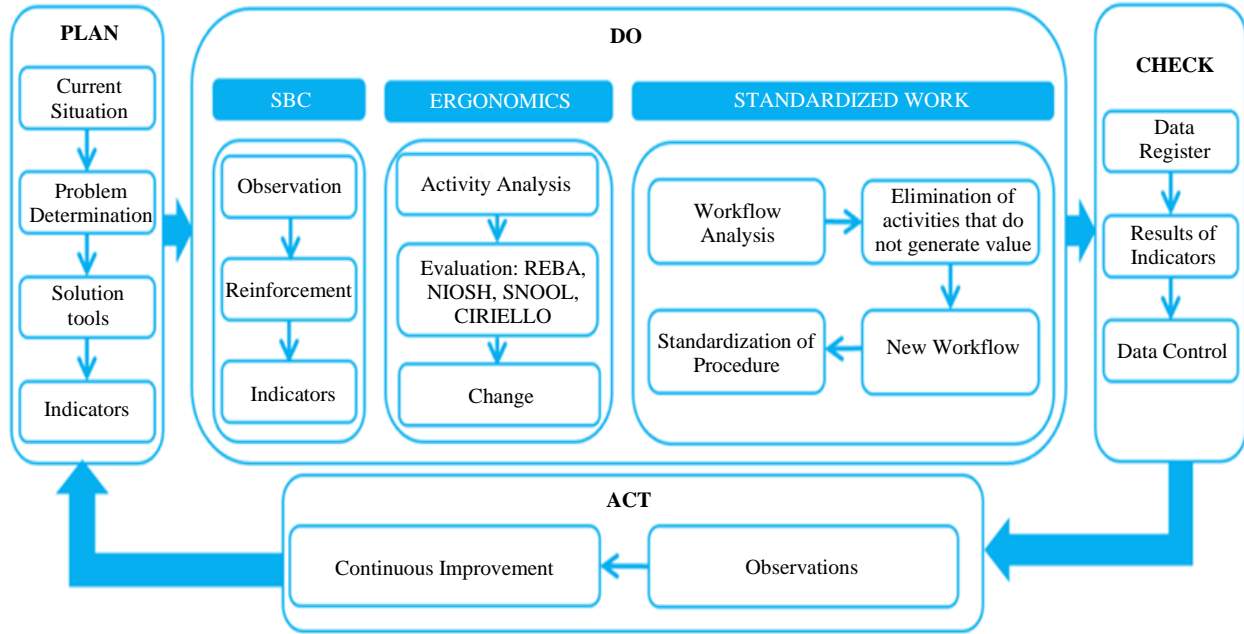 PLAN
Current
Situation
Problem
Determination
Solution
tools
Indicators
DO
SBC
Observation
Reinforcement
Indicators
ERGONOMICS
Activity Analysis
Evaluation: REBA,
NIOSH, SNOOL,
CIRIELLO
Change
STANDARDIZED WORK
Workflow
Analysis
Elimination of
activities that do
not generate value
New Workflow
Standardization of
Procedure
CHECK
Data
Register
Results of
Indicators
Data Control
ACT
Observations
Continuous Improvement